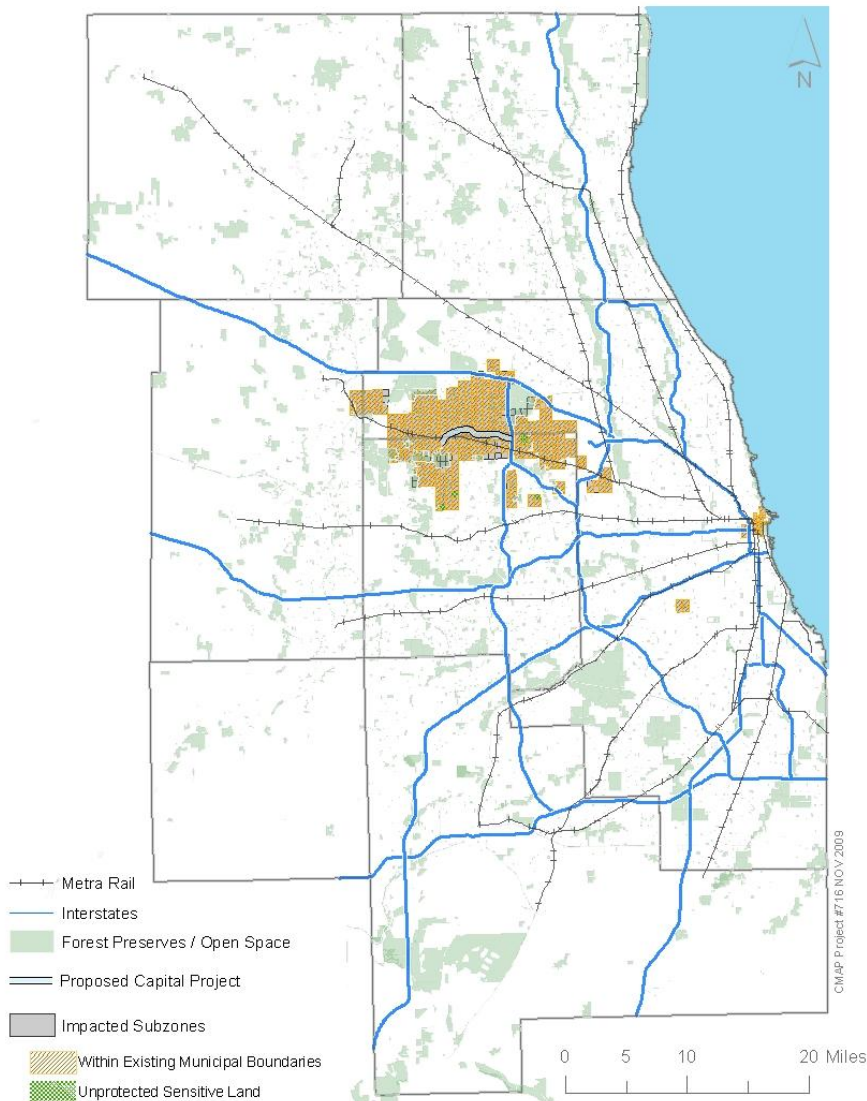 N
Metra Rail
Interstates
Forest Preserves / Open Space
Proposed Capital Project
Impacted Subzones
Within Existing Municipal Boundaries
Unprotected Sensitive Land
0 5 10 20 Miles
CMAP Project #716 NOV 2009